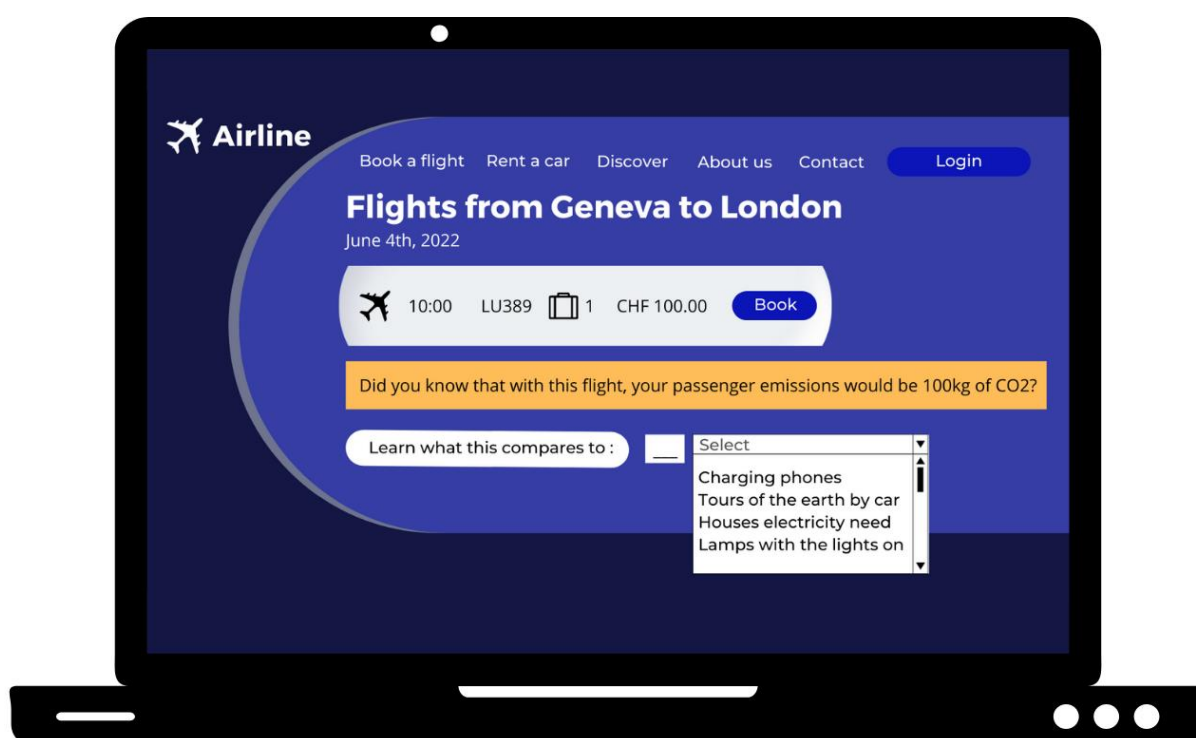 Airline
Book a flight Rent a car Discover About us Contact Login
Flights from Geneva to London
June 4th, 2022
10:00 LU389 1 CHF 100.00 Book
Did you know that with this flight, your passenger emissions would be 100kg of CO2?
Learn what this compares to : __ Select
Charging phones
Tours of the earth by car
Houses electricity need
Lamps with the lights on